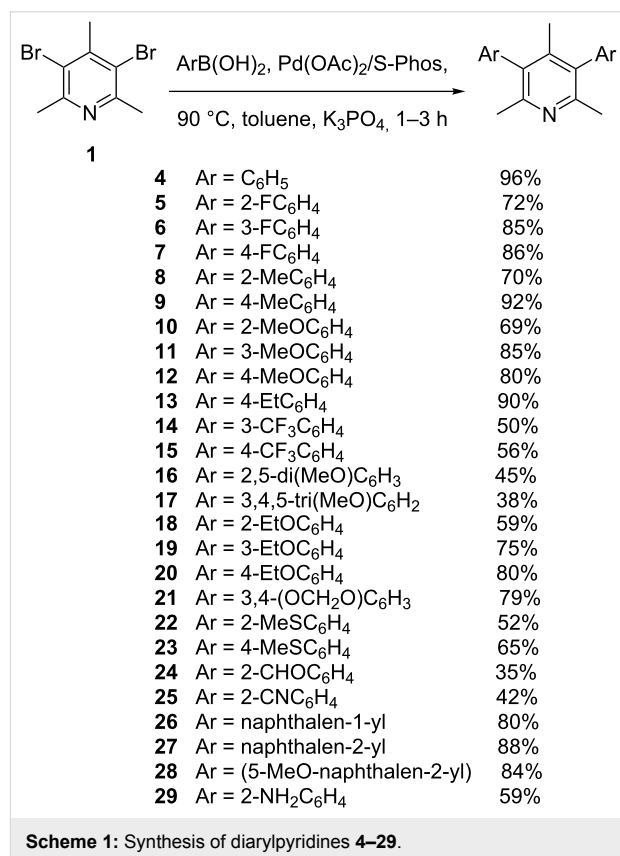 Br Br
N
1
ArB(OH)2, Pd(OAc)2/S-Phos,
90 °C, toluene, K3PO4, 1–3 h
Ar Ar
N
4 Ar = C6H5 96%
5 Ar = 2-FC6H4 72%
6 Ar = 3-FC6H4 85%
7 Ar = 4-FC6H4 86%
8 Ar = 2-MeC6H4 70%
9 Ar = 4-MeC6H4 92%
10 Ar = 2-MeOC6H4 69%
11 Ar = 3-MeOC6H4 85%
12 Ar = 4-MeOC6H4 80%
13 Ar = 4-EtC6H4 90%
14 Ar = 3-CF3C6H4 50%
15 Ar = 4-CF3C6H4 56%
16 Ar = 2,5-di(MeO)C6H3 45%
17 Ar = 3,4,5-tri(MeO)C6H2 38%
18 Ar = 2-EtOC6H4 59%
19 Ar = 3-EtOC6H4 75%
20 Ar = 4-EtOC6H4 80%
21 Ar = 3,4-(OCH2O)C6H3 79%
22 Ar = 2-MeSC6H4 52%
23 Ar = 4-MeSC6H4 65%
24 Ar = 2-CHOC6H4 35%
25 Ar = 2-CNC6H4 42%
26 Ar = naphthalen-1-yl 80%
27 Ar = naphthalen-2-yl 88%
28 Ar = (5-MeO-naphthalen-2-yl) 84%
29 Ar = 2-NH2C6H4 59%
Scheme 1: Synthesis of diarylpyridines 4–29.